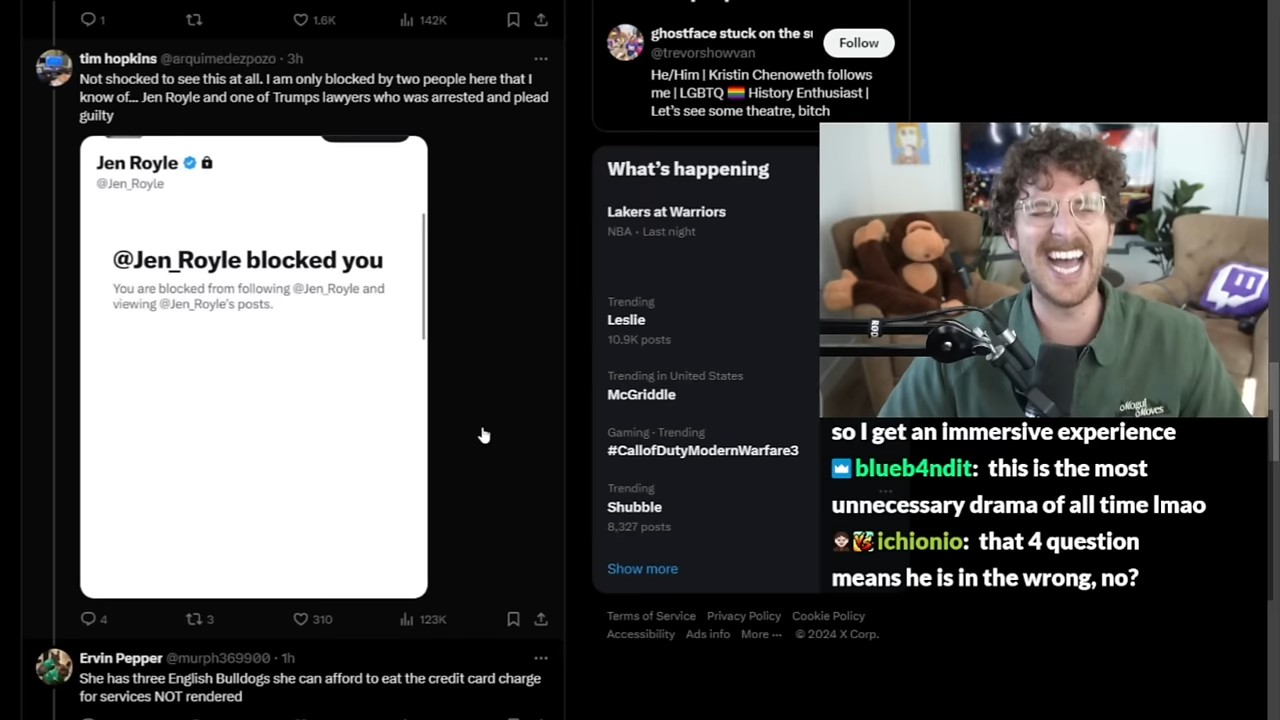 1
1.6K
142K
tim hopkins @arquimedezpozo · 3h
Not shocked to see this at all. I am only blocked by two people here that I
know of... Jen Royle and one of Trumps lawyers who was arrested and plead
guilty
Jen Royle
@Jen_Royle
@Jen_Royle blocked you
You are blocked from following @Jen_Royle and
viewing @Jen_Royle's posts.
4
3
310
123K
Ervin Pepper @murph369900 · 1h
She has three English Bulldogs she can afford to eat the credit card charge
for services NOT rendered
ghostface stuck on the
@trevorshowvan
Follow
He/Him | Kristin Chenoweth follows
me | LGBTQ 🏳️‍🌈 History Enthusiast |
Let's see some theatre, bitch
What's happening
Lakers at Warriors
NBA · Last night
Trending
Leslie
10.9K posts
Trending in United States
McGriddle
Gaming · Trending
#CallofDutyModernWarfare3
Trending
Shubble
8,327 posts
Show more
Terms of Service Privacy Policy Cookie Policy
Accessibility Ads info More ··· © 2024 X Corp.
RØD
Mogul
Moves
so I get an immersive experience
blueb4ndit: this is the most
unnecessary drama of all time lmao
ichionio: that 4 question
means he is in the wrong, no?